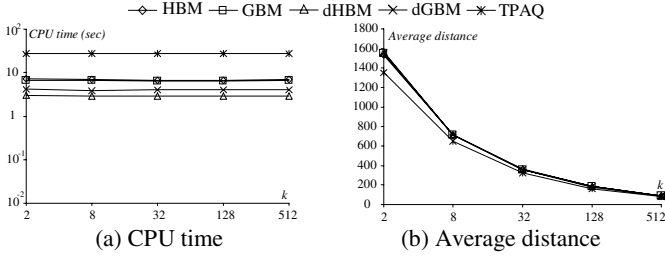 HBM GBM dHBM dGBM TPAQ
CPU time (sec)
10²
10
1
10⁻¹
10⁻²
k
2 8 32 128 512
(a) CPU time
Average distance
1800
1600
1400
1200
1000
800
600
400
200
0
k
2 8 32 128 512
(b) Average distance